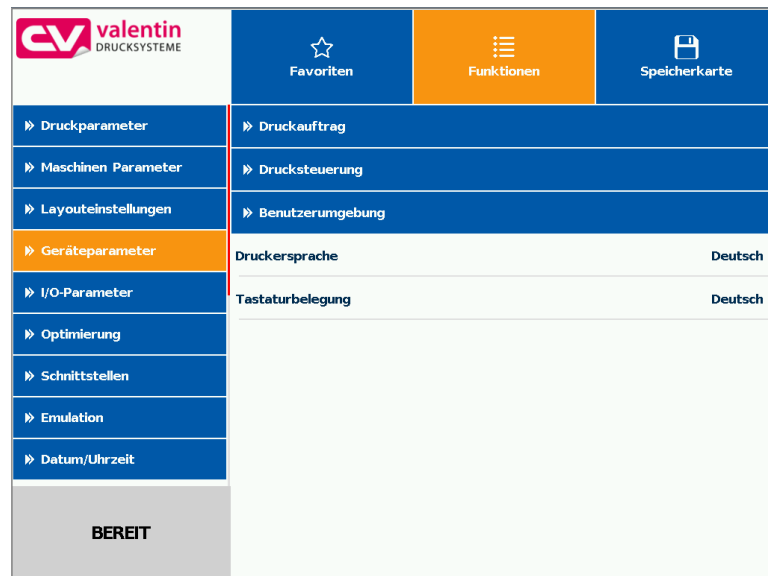 valentin
DRUCKSYSTEME
Favoriten
Funktionen
Speicherkarte
Druckparameter
Maschinen Parameter
Layouteinstellungen
Geräteparameter
I/O-Parameter
Optimierung
Schnittstellen
Emulation
Datum/Uhrzeit
BEREIT
Druckauftrag
Drucksteuerung
Benutzerumgebung
Druckersprache Deutsch
Tastaturbelegung Deutsch